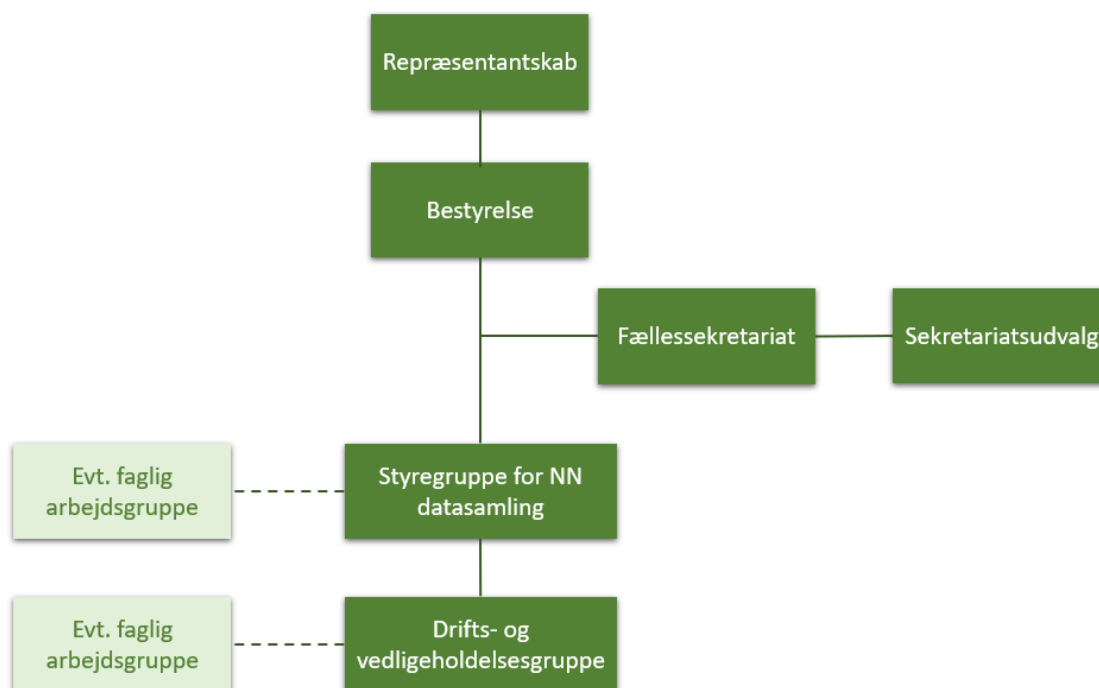 Repræsentantskab
Bestyrelse
Fællessekretariat
Sekretariatsudvalg
Evt. faglig
arbejdsgruppe
Styregruppe for NN
datasamling
Evt. faglig
arbejdsgruppe
Drifts- og
vedligeholdelsesgruppe